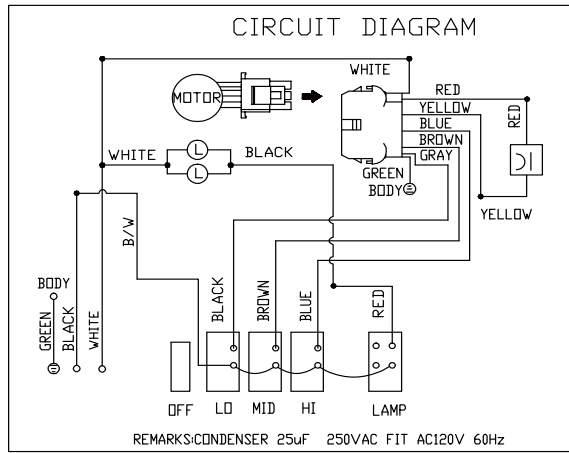 CIRCUIT DIAGRAM
WHITE
RED
MOTOR
YELLOW
BLUE
RED
BROWN
WHITE
L
BLACK
GRAY
L
GREEN
BODY
YELLOW
B/W
BODY
BLACK
BROWN
BLUE
RED
GREEN
BLACK
WHITE
OFF
LO
MID
HI
LAMP
REMARKS:CONDENSER 25uF 250VAC FIT AC120V 60Hz